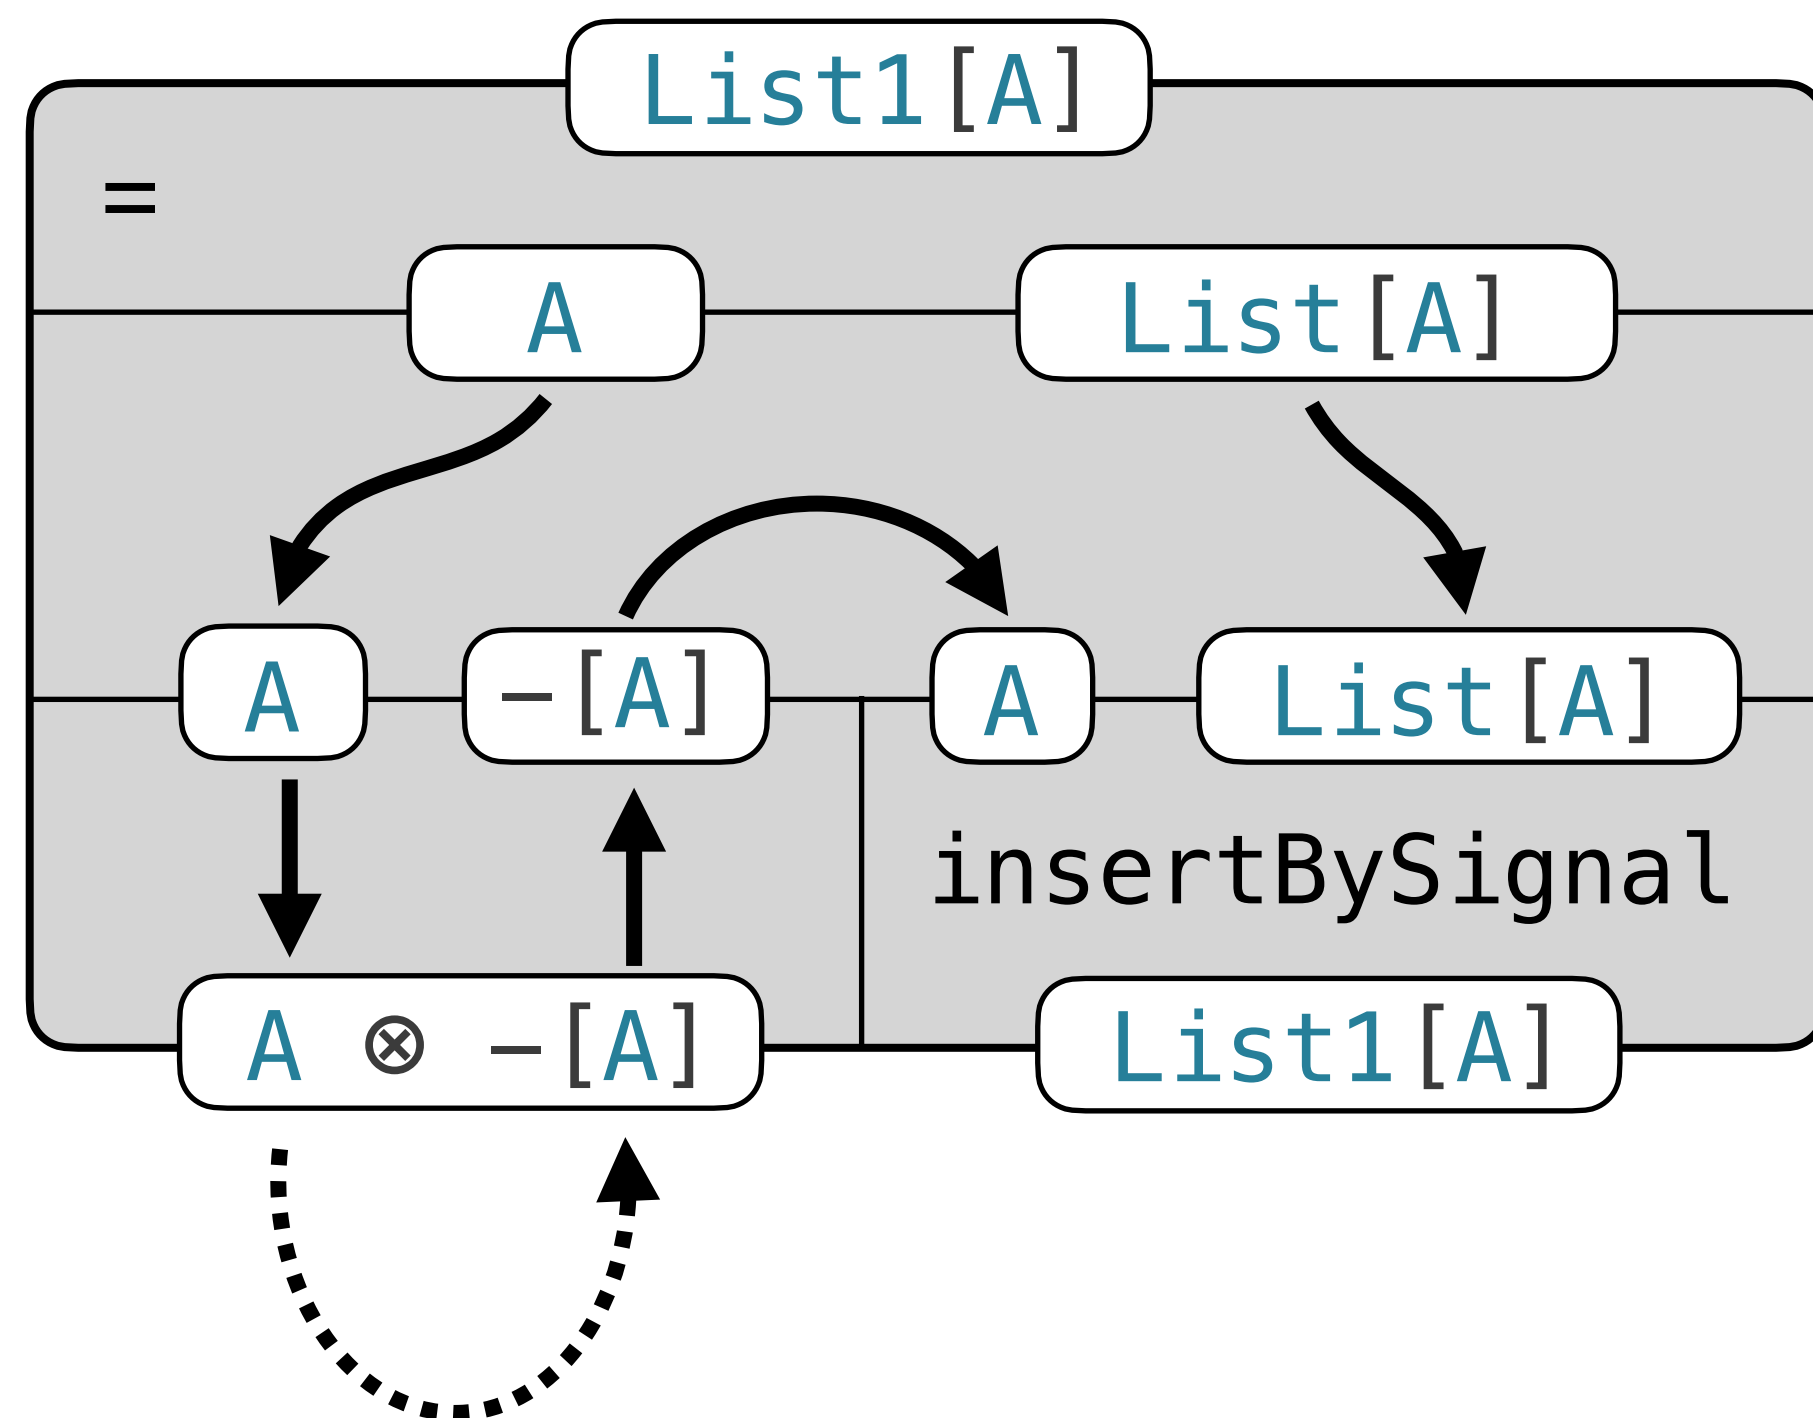 List1[A]
=
A List[A]
A −[A] A List[A]
insertBySignal
A ⊗ −[A] List1[A]